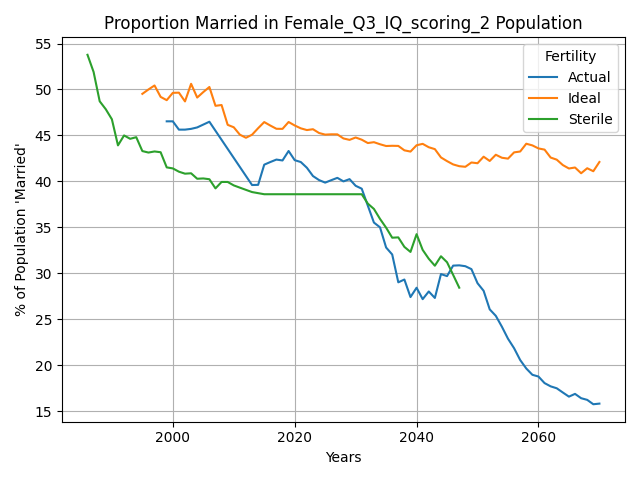 Proportion Married in Female_Q3_IQ_scoring_2 Population
Fertility
Actual
Ideal
Sterile
% of Population 'Married'
55
50
45
40
35
30
25
20
15
2000
2020
2040
2060
Years